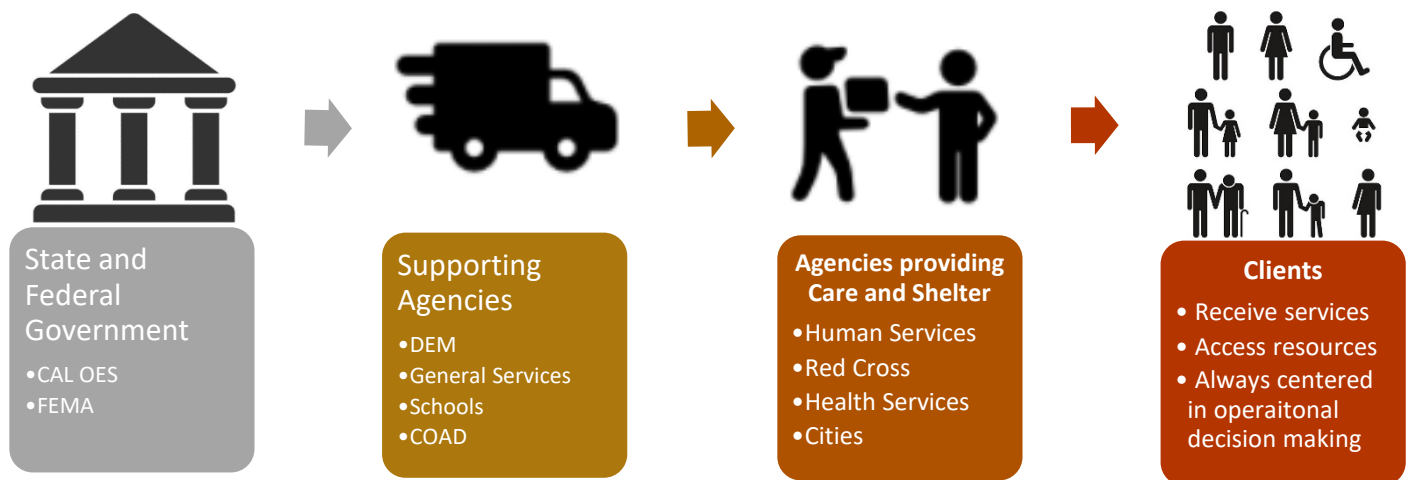 State and
Federal
Government
•CAL OES
•FEMA
Supporting
Agencies
•DEM
•General Services
•Schools
•COAD
Agencies providing
Care and Shelter
•Human Services
•Red Cross
•Health Services
•Cities
Clients
• Receive services
• Access resources
• Always centered
in operaitonal
decision making